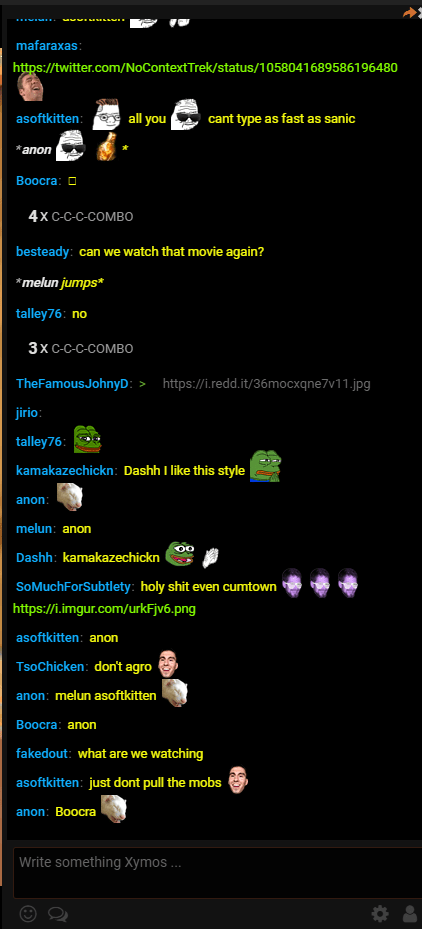 melun: asoftkitten
mafaraxas:
https://twitter.com/NoContextTrek/status/1058041689586196480
asoftkitten: all you cant type as fast as sanic
*anon *
Boocra: □
4 X C-C-C-COMBO
besteady: can we watch that movie again?
*melun jumps*
talley76: no
3 X C-C-C-COMBO
TheFamousJohnyD: > https://i.redd.it/36mocxqne7v11.jpg
jirio:
talley76:
kamakazechickn: Dashh I like this style
anon:
melun: anon
Dashh: kamakazechickn
SoMuchForSubtlety: holy shit even cumtown
https://i.imgur.com/urkFjv6.png
asoftkitten: anon
TsoChicken: don't agro
anon: melun asoftkitten
Boocra: anon
fakedout: what are we watching
asoftkitten: just dont pull the mobs
anon: Boocra
Write something Xymos ...